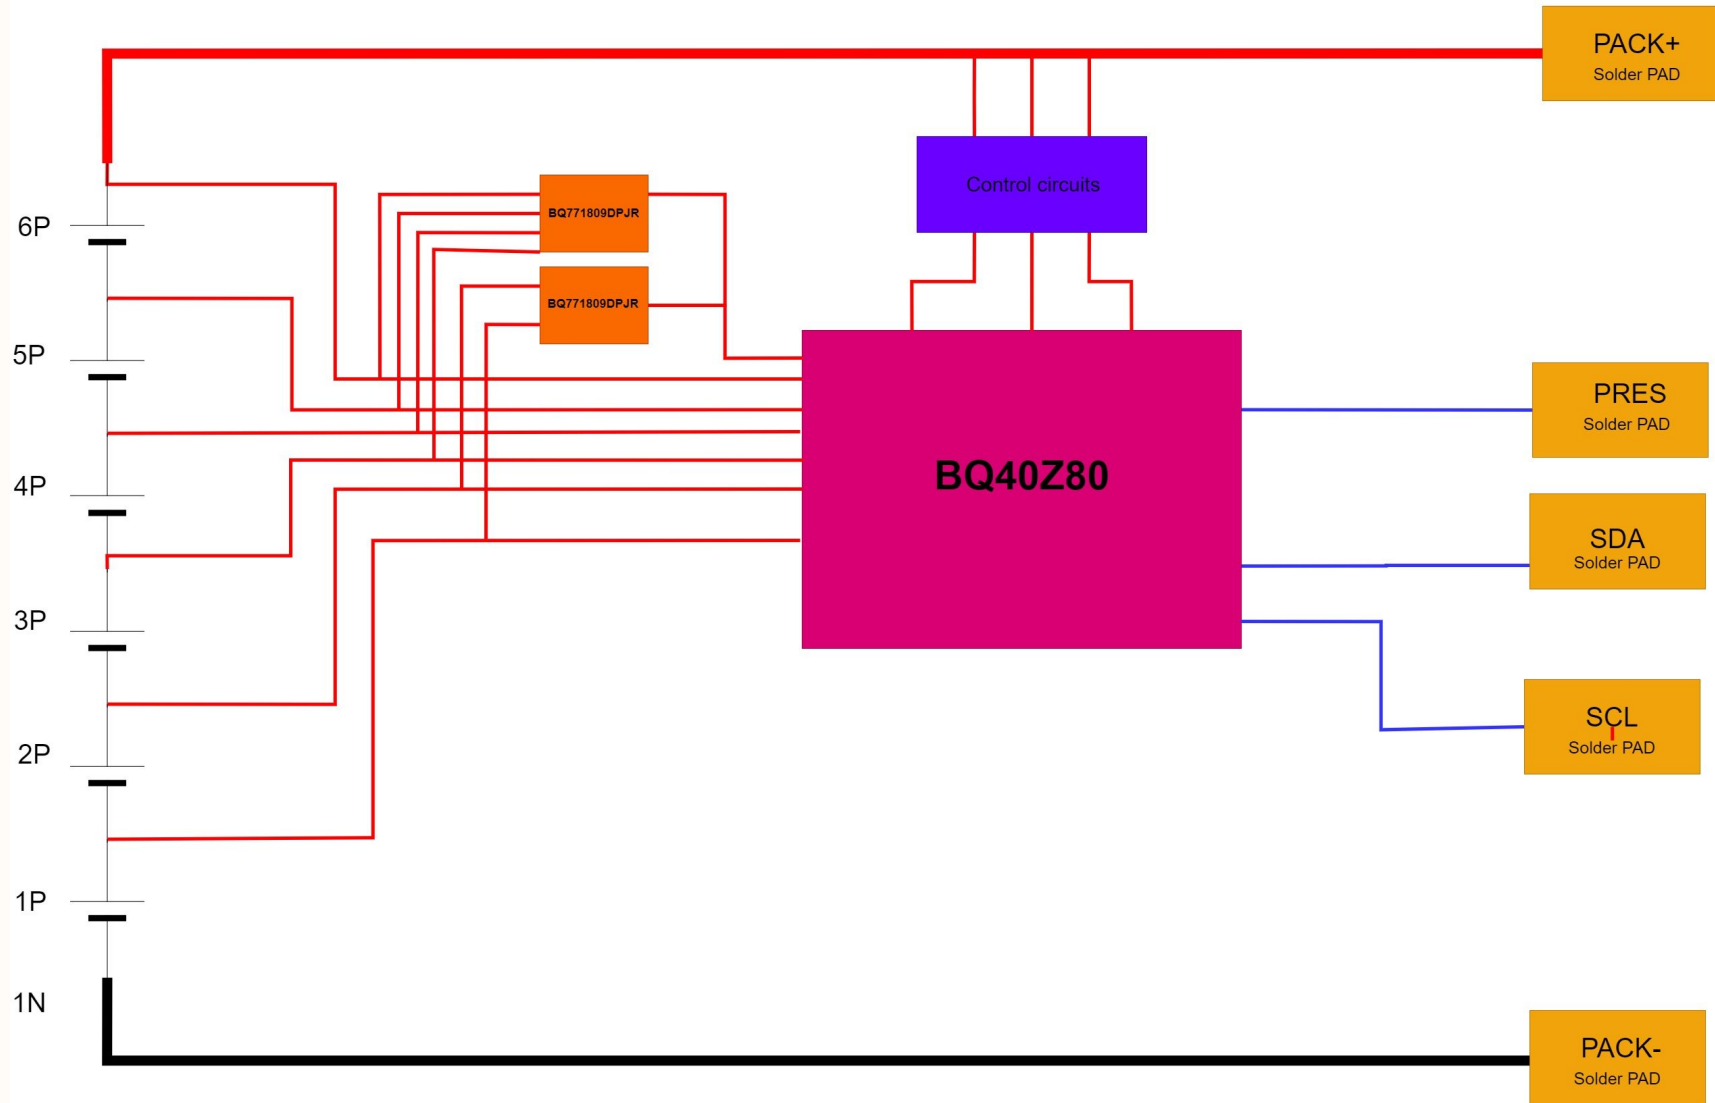 PACK+
Solder PAD
Control circuits
6P
BQ771809DPJR
BQ771809DPJR
5P
PRES
Solder PAD
BQ40Z80
4P
SDA
Solder PAD
3P
SCL
Solder PAD
2P
1P
1N
PACK-
Solder PAD